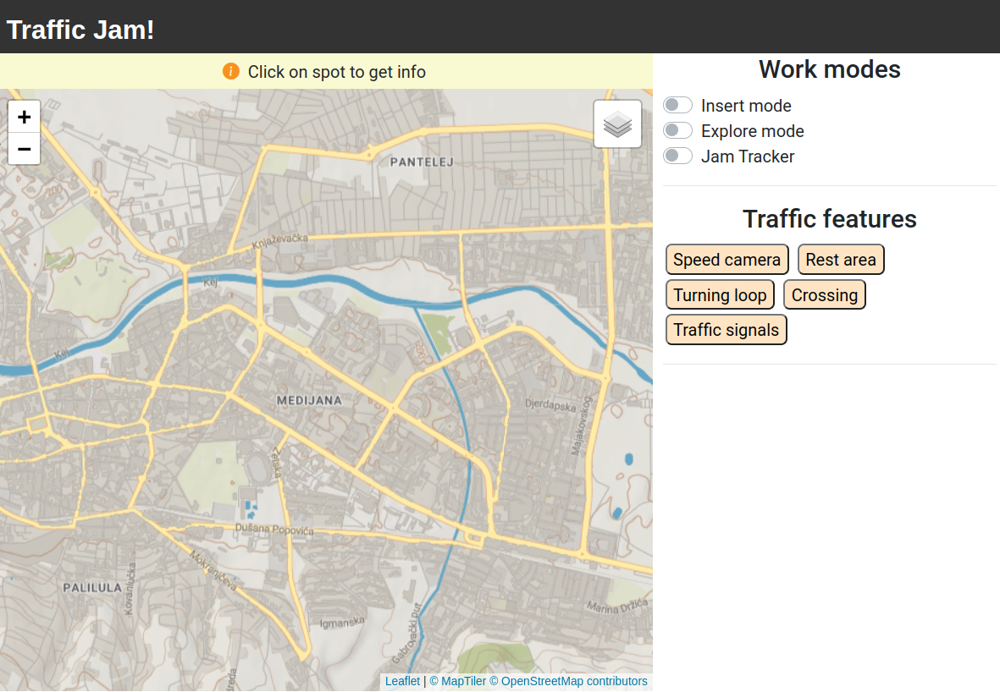 Traffic Jam!
i Click on spot to get info
+
−
200
PANTELEJ
Knjaževačka
Kej
Kej
200
MEDIJANA
Djerdapska
Majakovskog
Zetska
Dušana Popovića
Mokranjčeva
PALILULA
Kovanlučka
Igmanska
Gabrovački put
Marina Držića
Leaflet | © MapTiler © OpenStreetMap contributors
Work modes
Insert mode
Explore mode
Jam Tracker
Traffic features
Speed camera Rest area
Turning loop Crossing
Traffic signals